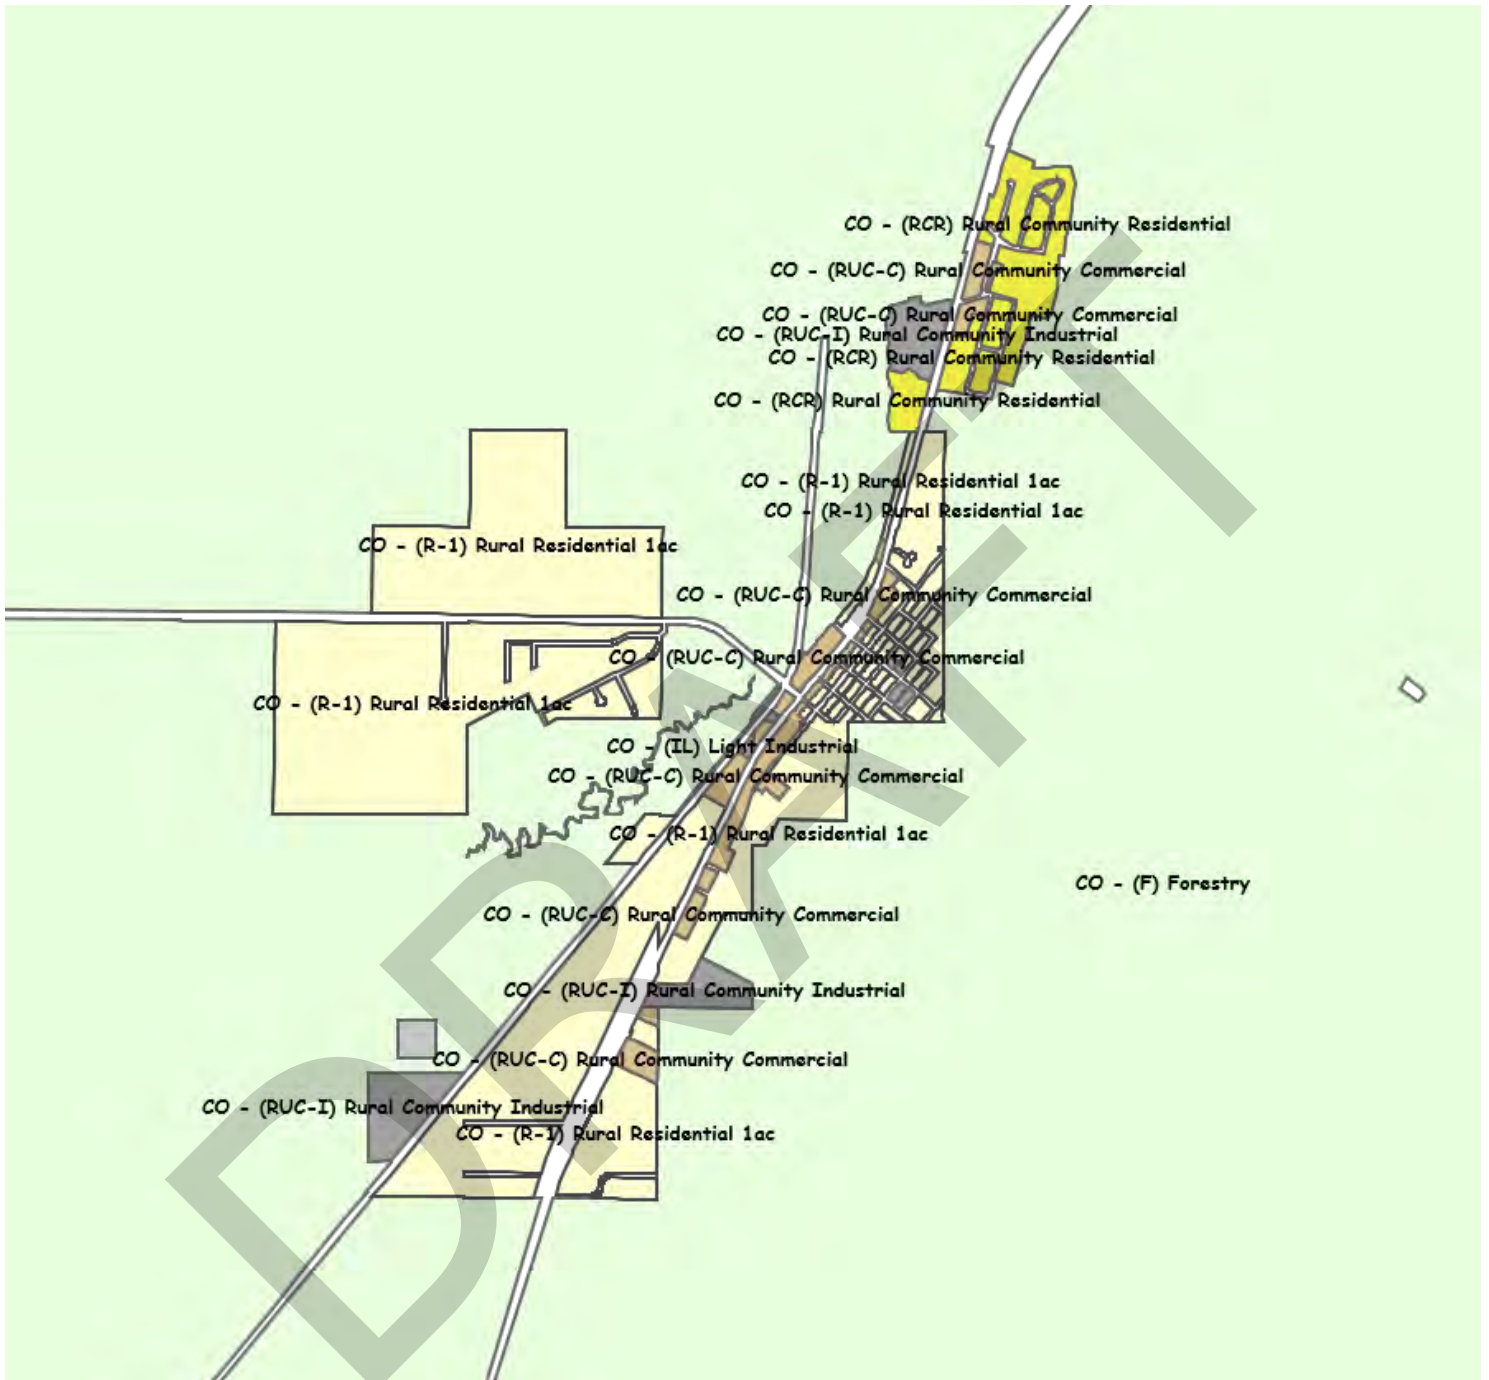 CO - (RCR) Rural Community Residential
CO - (RUC-C) Rural Community Commercial
CO - (RUC-C) Rural Community Commercial
CO - (RUC-I) Rural Community Industrial
CO - (RCR) Rural Community Residential
CO - (RCR) Rural Community Residential
CO - (R-1) Rural Residential 1ac
CO - (R-1) Rural Residential 1ac
CO - (R-1) Rural Residential 1ac
CO - (RUC-C) Rural Community Commercial
CO - (RUC-C) Rural Community Commercial
CO - (R-1) Rural Residential 1ac
CO - (IL) Light Industrial
CO - (RUC-C) Rural Community Commercial
CO - (R-1) Rural Residential 1ac
CO - (F) Forestry
CO - (RUC-C) Rural Community Commercial
CO - (RUC-I) Rural Community Industrial
CO - (RUC-C) Rural Community Commercial
CO - (RUC-I) Rural Community Industrial
CO - (R-1) Rural Residential 1ac
DRAFT